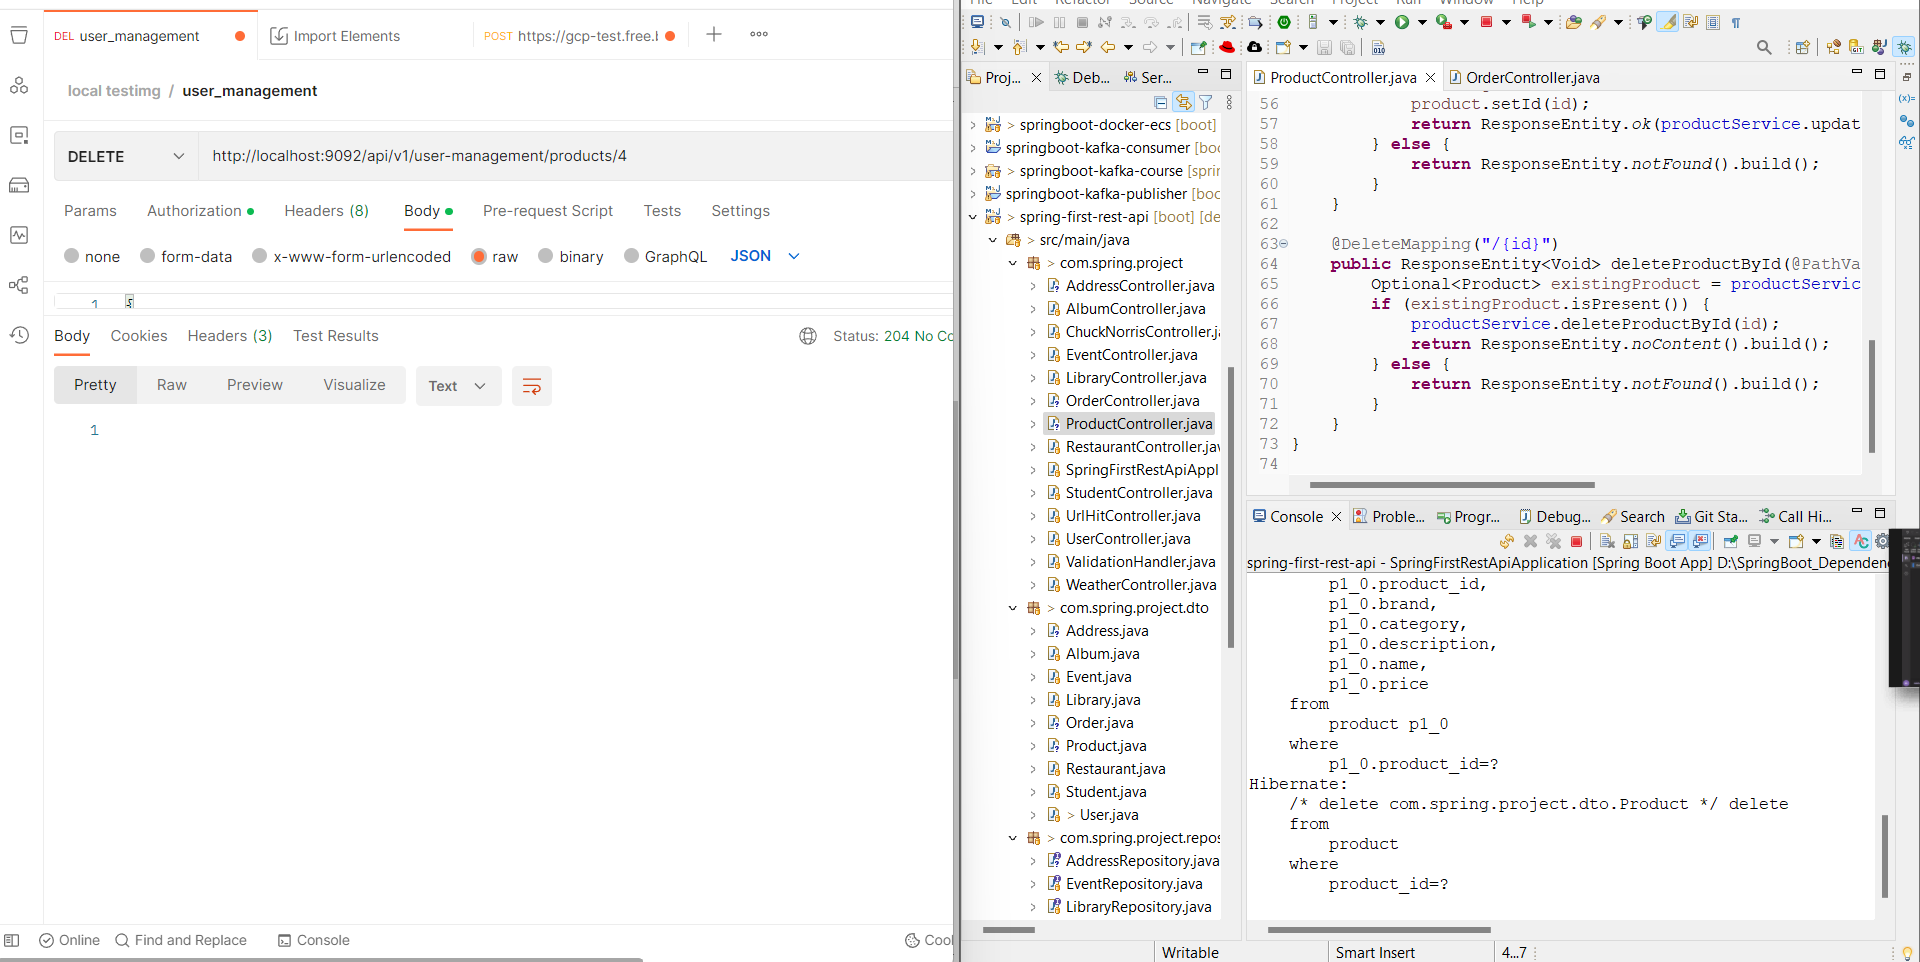 DEL user_management
Import Elements
POST https://gcp-test.free.
local testimg / user_management
DELETE
http://localhost:9092/api/v1/user-management/products/4
Params
Authorization
Headers (8)
Body
Pre-request Script
Tests
Settings
none
form-data
x-www-form-urlencoded
raw
binary
GraphQL
JSON
1
Body
Cookies
Headers (3)
Test Results
Status: 204 No Co
Pretty
Raw
Preview
Visualize
Text
1
Online
Find and Replace
Console
Coo
File Edit Refactor Source Navigate Search Project Run Window Help
Proj...
Deb...
Ser...
> springboot-docker-ecs [boot]
springboot-kafka-consumer [boo
> springboot-kafka-course [sprin
springboot-kafka-publisher [boo
> spring-first-rest-api [boot] [de
> src/main/java
> com.spring.project
AddressController.java
AlbumController.java
ChuckNorrisController.j
EventController.java
LibraryController.java
OrderController.java
ProductController.java
RestaurantController.jav
SpringFirstRestApiAppl
StudentController.java
UrlHitController.java
UserController.java
ValidationHandler.java
WeatherController.java
> com.spring.project.dto
Address.java
Album.java
Event.java
Library.java
Order.java
Product.java
Restaurant.java
Student.java
> User.java
> com.spring.project.repos
AddressRepository.java
EventRepository.java
LibraryRepository.java
ProductController.java
OrderController.java
56 product.setId(id);
57 return ResponseEntity.ok(productService.updat
58 } else {
59 return ResponseEntity.notFound().build();
60 }
61 }
62
63 @DeleteMapping("/{id}")
64 public ResponseEntity<Void> deleteProductById(@PathVa
65 Optional<Product> existingProduct = productServic
66 if (existingProduct.isPresent()) {
67 productService.deleteProductById(id);
68 return ResponseEntity.noContent().build();
69 } else {
70 return ResponseEntity.notFound().build();
71 }
72 }
73 }
74
Console
Proble...
Progr...
Debug...
Search
Git Sta...
Call Hi...
spring-first-rest-api - SpringFirstRestApiApplication [Spring Boot App] D:\SpringBoot_Dependen
p1_0.product_id,
p1_0.brand,
p1_0.category,
p1_0.description,
p1_0.name,
p1_0.price
from
product p1_0
where
p1_0.product_id=?
Hibernate:
/* delete com.spring.project.dto.Product */ delete
from
product
where
product_id=?
Writable
Smart Insert
4...7